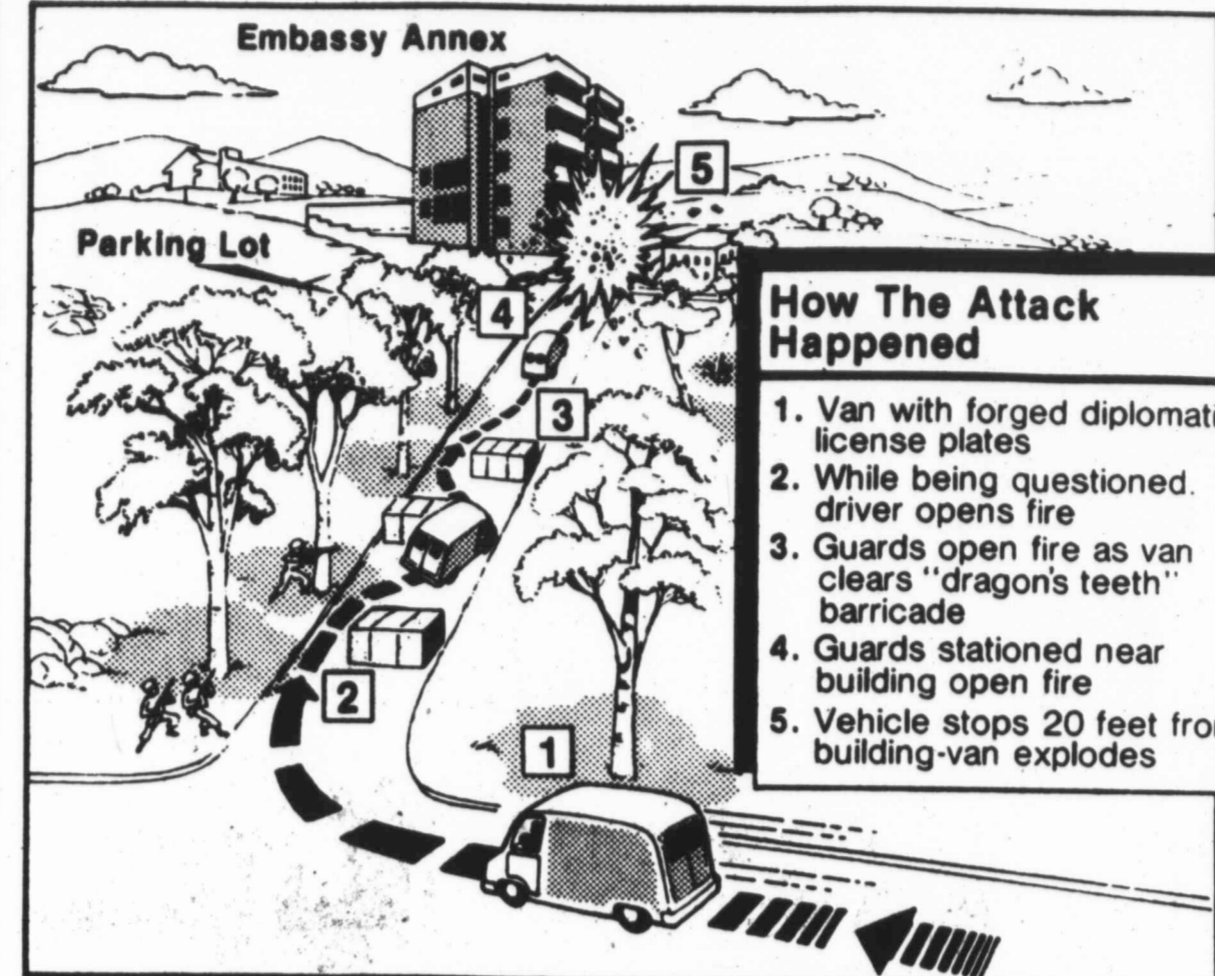 Embassy Annex
5
Parking Lot
4
3
2
1
How The Attack
Happened
1. Van with forged diplomati
license plates
2. While being questioned.
driver opens fire
3. Guards open fire as van
clears "dragon's teeth"
barricade
4. Guards stationed near
building open fire
5. Vehicle stops 20 feet fro
building-van explodes